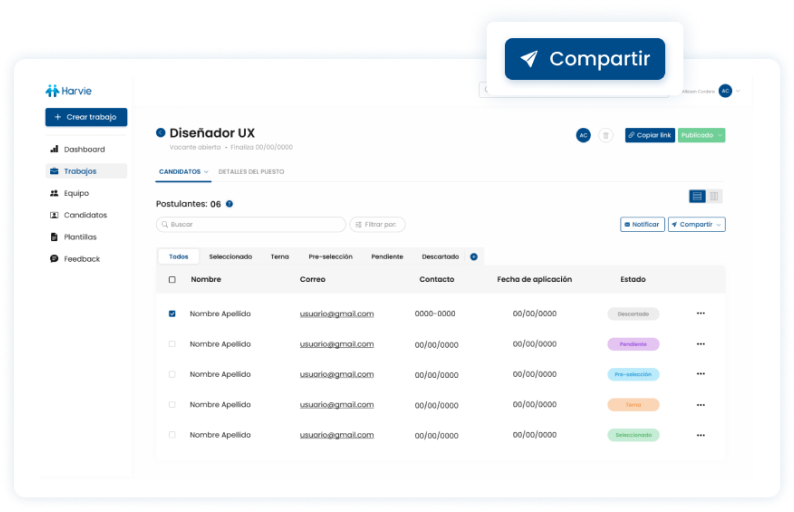 Compartir
Harvie
AC
+ Crear trabajo
Dashboard
Trabajos
Equipo
Candidatos
Plantillas
Feedback
Diseñador UX
Vacante abierta • Finaliza 00/00/0000
AC
Copiar link
Publicado
CANDIDATOS
DETALLES DEL PUESTO
Postulantes: 06
Buscar
Filtrar por:
Notificar
Compartir
Todos Seleccionado Terna Pre-selección Pendiente Descartado
Nombre Correo Contacto Fecha de aplicación Estado
Nombre Apellido usuario@gmail.com 0000-0000 00/00/0000 Descartado
Nombre Apellido usuario@gmail.com 00/00/0000 00/00/0000 Pendiente
Nombre Apellido usuario@gmail.com 00/00/0000 00/00/0000 Pre-selección
Nombre Apellido usuario@gmail.com 00/00/0000 00/00/0000 Terna
Nombre Apellido usuario@gmail.com 00/00/0000 00/00/0000 Seleccionado